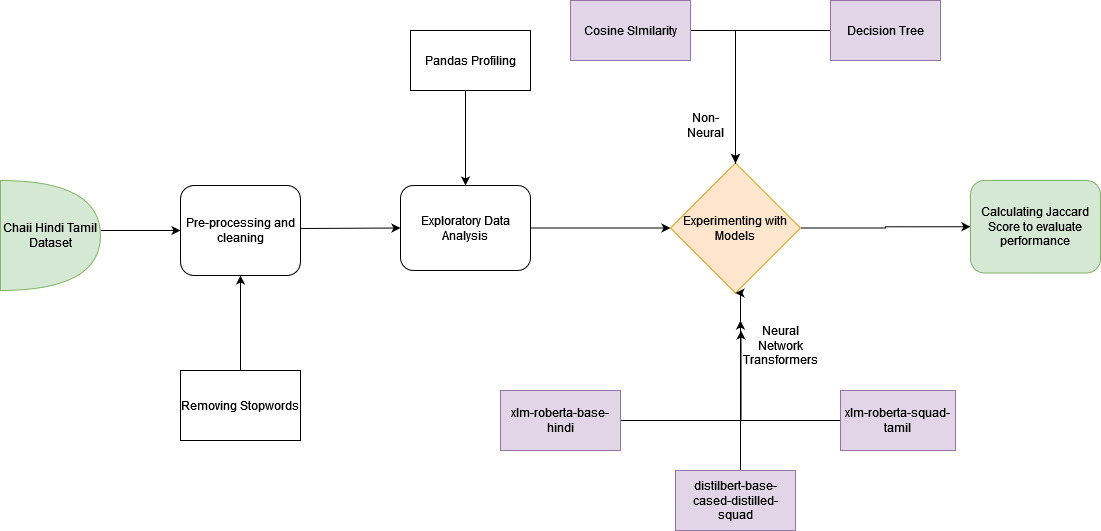 Cosine SImilarity
Decision Tree
Pandas Profiling
Non-
Neural
Chaii Hindi Tamil
Dataset
Pre-processing and
cleaning
Exploratory Data
Analysis
Experimenting with
Models
Calculating Jaccard
Score to evaluate
performance
Neural
Network
Transformers
Removing Stopwords
xlm-roberta-base-
hindi
xlm-roberta-squad-
tamil
distilbert-base-
cased-distilled-
squad